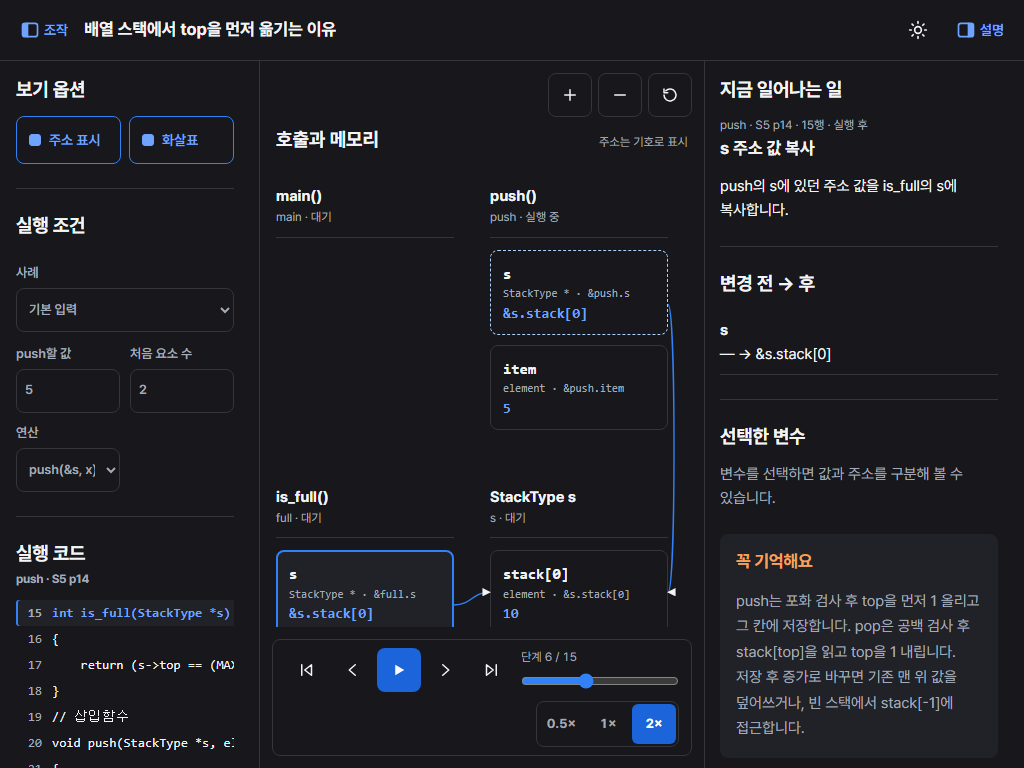 조작
배열 스택에서 top을 먼저 옮기는 이유
설명
보기 옵션
주소 표시
화살표
실행 조건
사례
기본 입력
push할 값
처음 요소 수
5
2
연산
push(&s, x)
실행 코드
push · S5 p14
15 int is_full(StackType *s)
16 {
17 return (s->top == (MAX
18 }
19 // 삽입함수
20 void push(StackType *s, el
21 {
호출과 메모리
주소는 기호로 표시
main()
main · 대기
push()
push · 실행 중
s
StackType * · &push.s
&s.stack[0]
item
element · &push.item
5
is_full()
full · 대기
StackType s
s · 대기
s
StackType * · &full.s
&s.stack[0]
stack[0]
element · &s.stack[0]
10
단계 6 / 15
0.5×
1×
2×
지금 일어나는 일
push · S5 p14 · 15행 · 실행 후
s 주소 값 복사
push의 s에 있던 주소 값을 is_full의 s에
복사합니다.
변경 전 → 후
s
— → &s.stack[0]
선택한 변수
변수를 선택하면 값과 주소를 구분해 볼 수
있습니다.
꼭 기억해요
push는 포화 검사 후 top을 먼저 1 올리고
그 칸에 저장합니다. pop은 공백 검사 후
stack[top]을 읽고 top을 1 내립니다.
저장 후 증가로 바꾸면 기존 맨 위 값을
덮어쓰거나, 빈 스택에서 stack[-1]에
접근합니다.